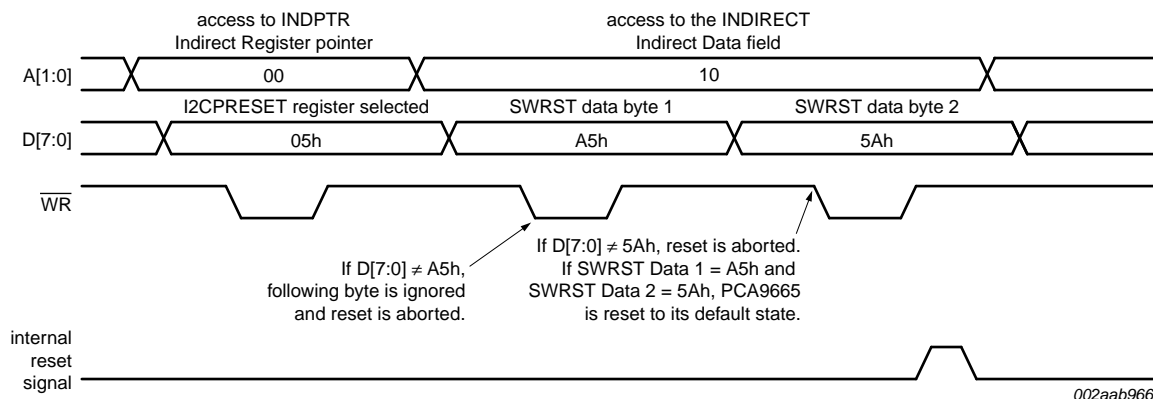 access to INDPTR
Indirect Register pointer
access to the INDIRECT
Indirect Data field
A[1:0]
00
10
I2CPRESET register selected
SWRST data byte 1
SWRST data byte 2
D[7:0]
05h
A5h
5Ah
WR
If D[7:0] ≠ A5h,
following byte is ignored
and reset is aborted.
If D[7:0] ≠ 5Ah, reset is aborted.
If SWRST Data 1 = A5h and
SWRST Data 2 = 5Ah, PCA9665
is reset to its default state.
internal
reset
signal
002aab966